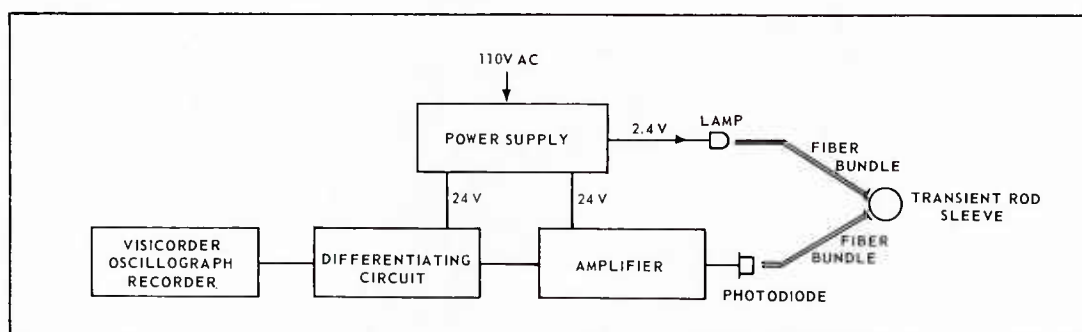 110V AC
POWER SUPPLY
2.4 V
LAMP
FIBER
BUNDLE
TRANSIENT ROD
SLEEVE
24 V
24 V
VISICORDER
OSCILLOGRAPH
RECORDER
DIFFERENTIATING
CIRCUIT
AMPLIFIER
FIBER
BUNDLE
PHOTODIODE